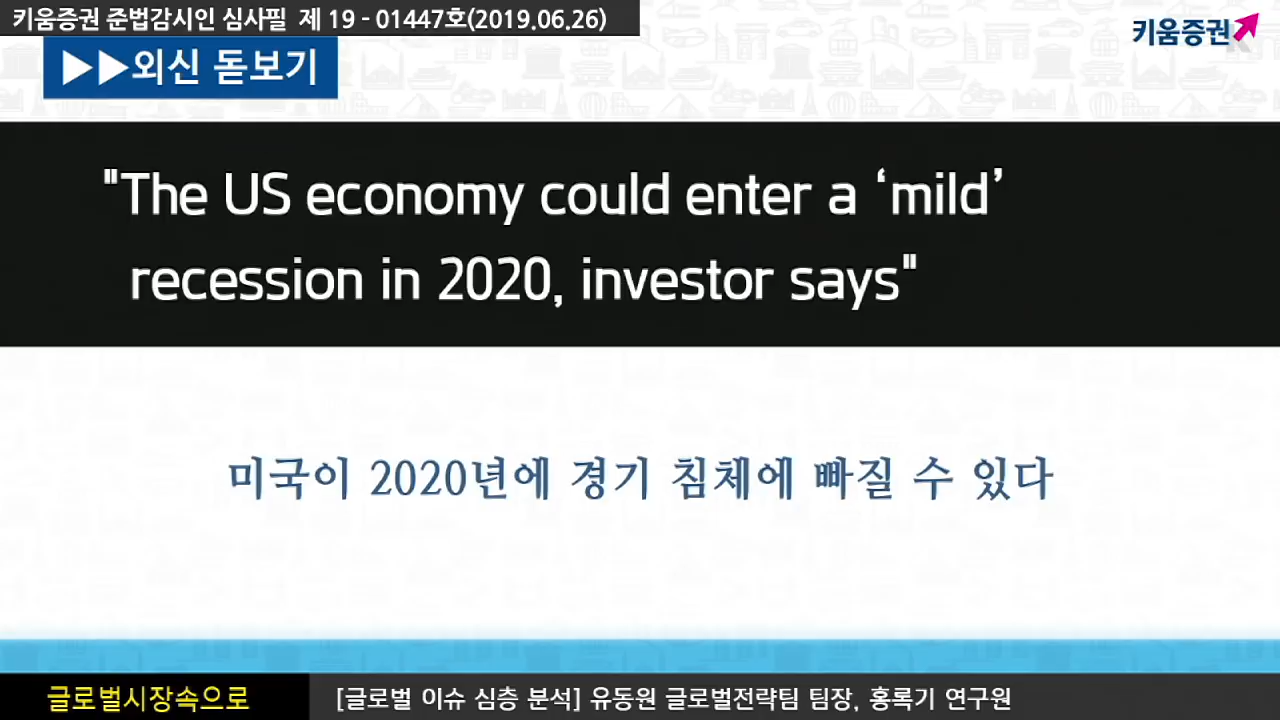 키움증권 준법감시인 심사필 제 19 - 01447호(2019.06.26)
키움증권
▶▶외신 돋보기
"The US economy could enter a ‘mild’
recession in 2020, investor says"
미국이 2020년에 경기 침체에 빠질 수 있다
글로벌시장속으로
[글로벌 이슈 심층 분석] 유동원 글로벌전략팀 팀장, 홍록기 연구원